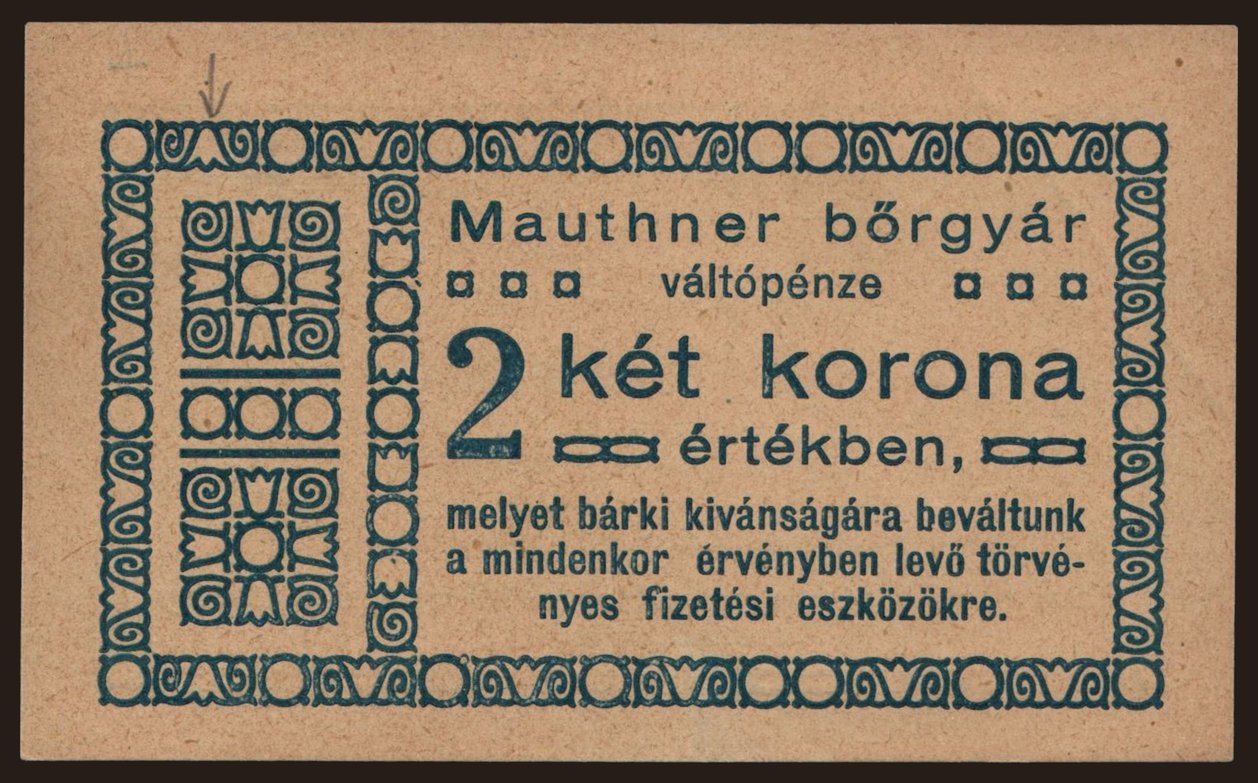 Mauthner bőrgyár
váltópénze
2 két korona
értékben,
melyet bárki kivánságára beváltunk
a mindenkor érvényben levő törvé-
nyes fizetési eszközökre.